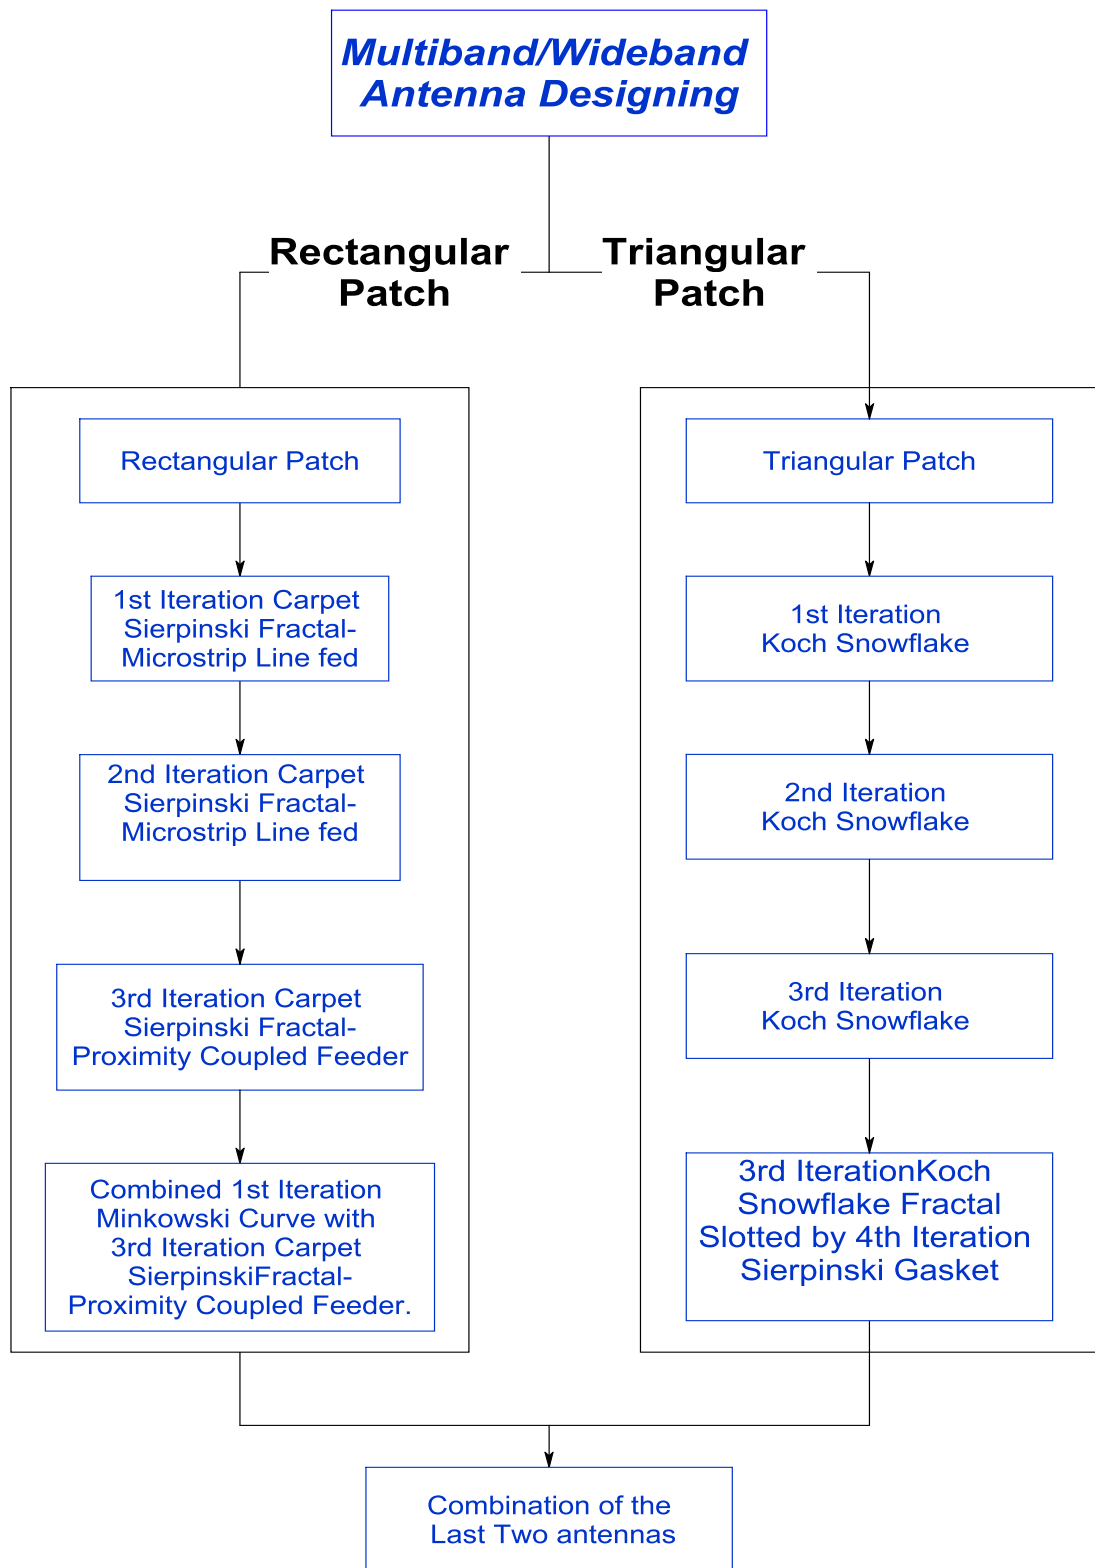 Multiband/Wideband
Antenna Designing
Rectangular
Patch
Triangular
Patch
Rectangular Patch
1st Iteration Carpet
Sierpinski Fractal-
Microstrip Line fed
2nd Iteration Carpet
Sierpinski Fractal-
Microstrip Line fed
3rd Iteration Carpet
Sierpinski Fractal-
Proximity Coupled Feeder
Combined 1st Iteration
Minkowski Curve with
3rd Iteration Carpet
SierpinskiFractal-
Proximity Coupled Feeder.
Triangular Patch
1st Iteration
Koch Snowflake
2nd Iteration
Koch Snowflake
3rd Iteration
Koch Snowflake
3rd IterationKoch
Snowflake Fractal
Slotted by 4th Iteration
Sierpinski Gasket
Combination of the
Last Two antennas